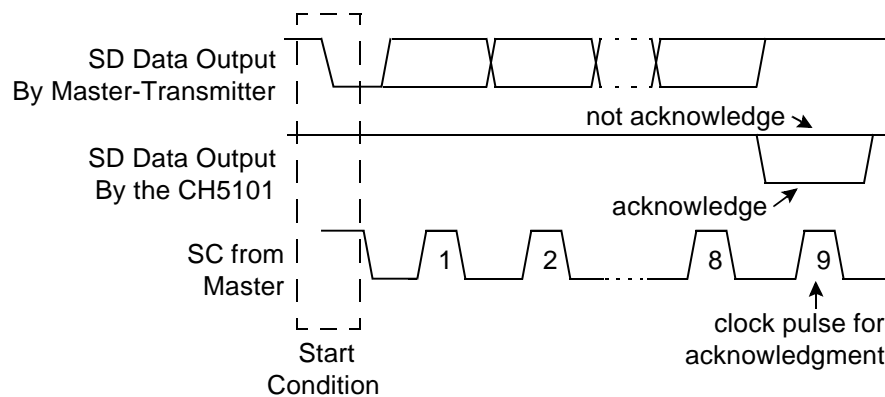 SD Data Output
By Master-Transmitter
not acknowledge
SD Data Output
By the CH5101
acknowledge
SC from
Master
1
2
8
9
clock pulse for
acknowledgment
Start
Condition